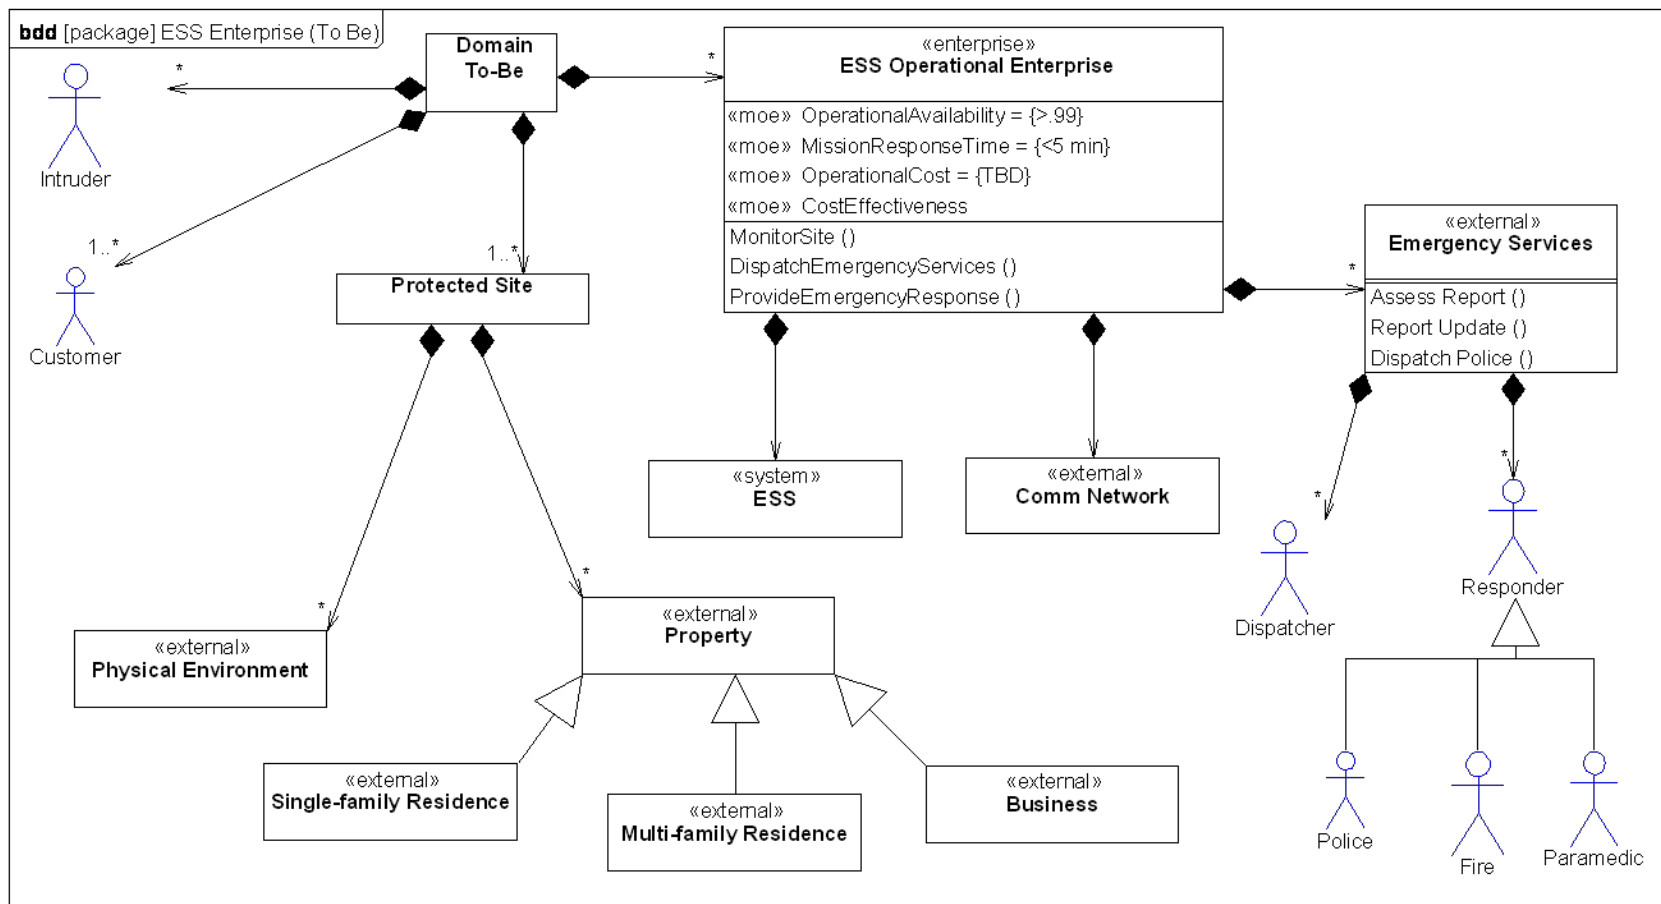 bdd [package] ESS Enterprise (To Be)
Domain
To-Be
*
*
«enterprise»
ESS Operational Enterprise
«moe» OperationalAvailability = {>.99}
«moe» MissionResponseTime = {<5 min}
«moe» OperationalCost = {TBD}
«moe» CostEffectiveness
MonitorSite ()
DispatchEmergencyServices ()
ProvideEmergencyResponse ()
Intruder
1..*
Customer
1..*
Protected Site
*
«external»
Emergency Services
Assess Report ()
Report Update ()
Dispatch Police ()
«system»
ESS
«external»
Comm Network
*
*
Dispatcher
Responder
*
*
«external»
Physical Environment
«external»
Property
«external»
Single-family Residence
«external»
Multi-family Residence
«external»
Business
Police
Fire
Paramedic